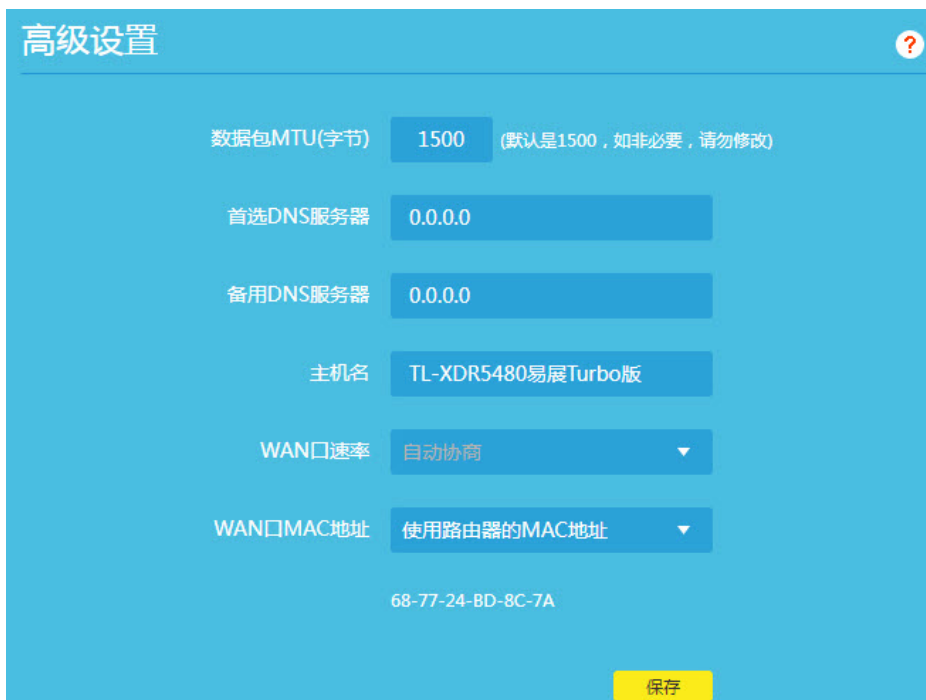 高级设置
?
数据包MTU(字节) 1500 (默认是1500，如非必要，请勿修改)
首选DNS服务器 0.0.0.0
备用DNS服务器 0.0.0.0
主机名 TL-XDR5480易展Turbo版
WAN口速率 自动协商
WAN口MAC地址 使用路由器的MAC地址
68-77-24-BD-8C-7A
保存